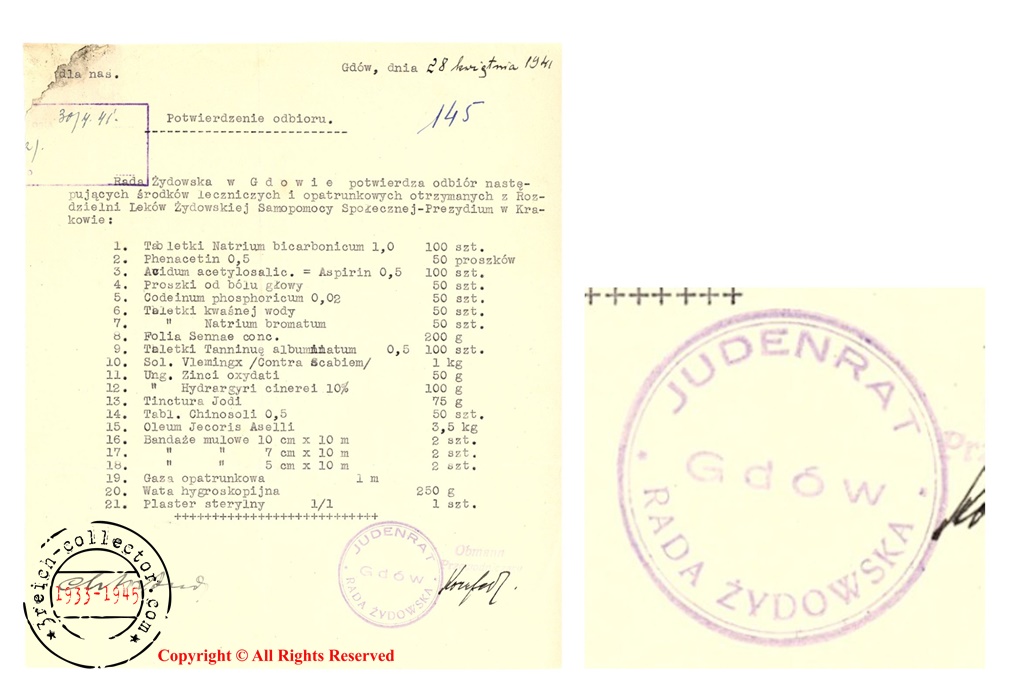 dla nas.
Gdów, dnia 28 kwiętnia 1941
30/4.41.
145
Potwierdzenie odbioru.
Rada Żydowska w G d o w i e potwierdza odbiór nastę-
pujących środków leczniczych i opatrunkowych otrzymanych z Roz-
dzielni Leków Żydowskiej Samopomocy Społecznej-Prezydium w Kra-
kowie:
1. Tabletki Natrium bicarbonicum 1,0 100 szt.
2. Phenacetin 0,5 50 proszków
3. Acidum acetylosalic. = Aspirin 0,5 100 szt.
4. Proszki od bólu głowy 50 szt.
5. Codeinum phosphoricum 0,02 50 szt.
6. Tabletki kwaśnej wody 50 szt.
7. " Natrium bromatum 50 szt.
8. Folia Sennae conc. 200 g
9. Tabletki Tanninuę albuminatum 0,5 100 szt.
10. Sol. Vlemingx /Contra Scabiem/ 1 kg
11. Ung. Zinci oxydati 50 g
12. " Hydrargyri cinerei 10% 100 g
13. Tinctura Jodi 75 g
14. Tabl. Chinosoli 0,5 50 szt.
15. Oleum Jecoris Aselli 3,5 kg
16. Bandaże mulowe 10 cm x 10 m 2 szt.
17. " " 7 cm x 10 m 2 szt.
18. " " 5 cm x 10 m 2 szt.
19. Gaza opatrunkowa 1 m
20. Wata hygroskopijna 250 g
21. Plaster sterylny 1/1 1 szt.
++++++++++++++++++++++++++
JUDENRAT
Gdów
RADA ŻYDOWSKA
Obmann
3reich-collector.com
1933-1945
Copyright © All Rights Reserved
+++++++
JUDENRAT
Gdów
RADA ŻYDOWSKA